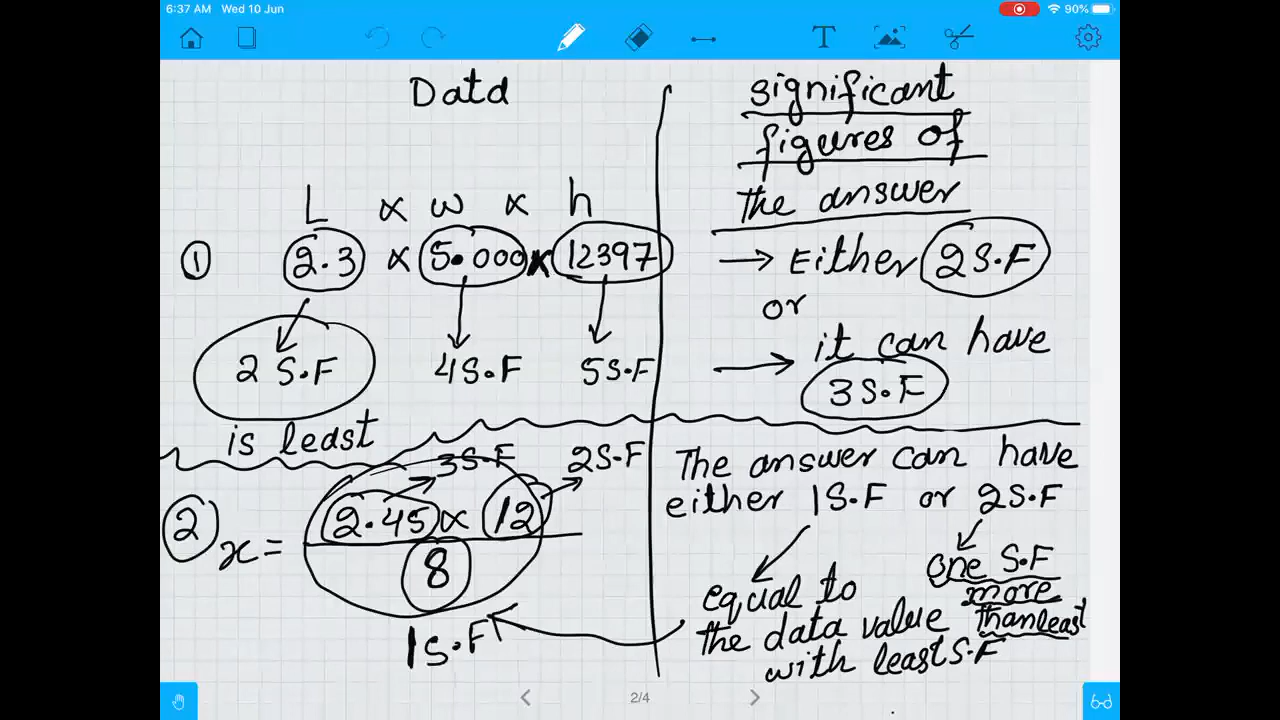 6:37 AM Wed 10 Jun 90%
T
Data
significant
figures of
the answer
L × w × h
① 2.3 × 5.000 × 12397
2 S.F 4S.F 5S.F
is least
→ Either 2S.F
or
→ it can have
3S.F
3S.F 2S.F
② x = 2.45 × 12
8
1S.F
The answer can have
either 1S.F or 2S.F
equal to
the data value
with least S.F
one S.F
more
than least
2/4